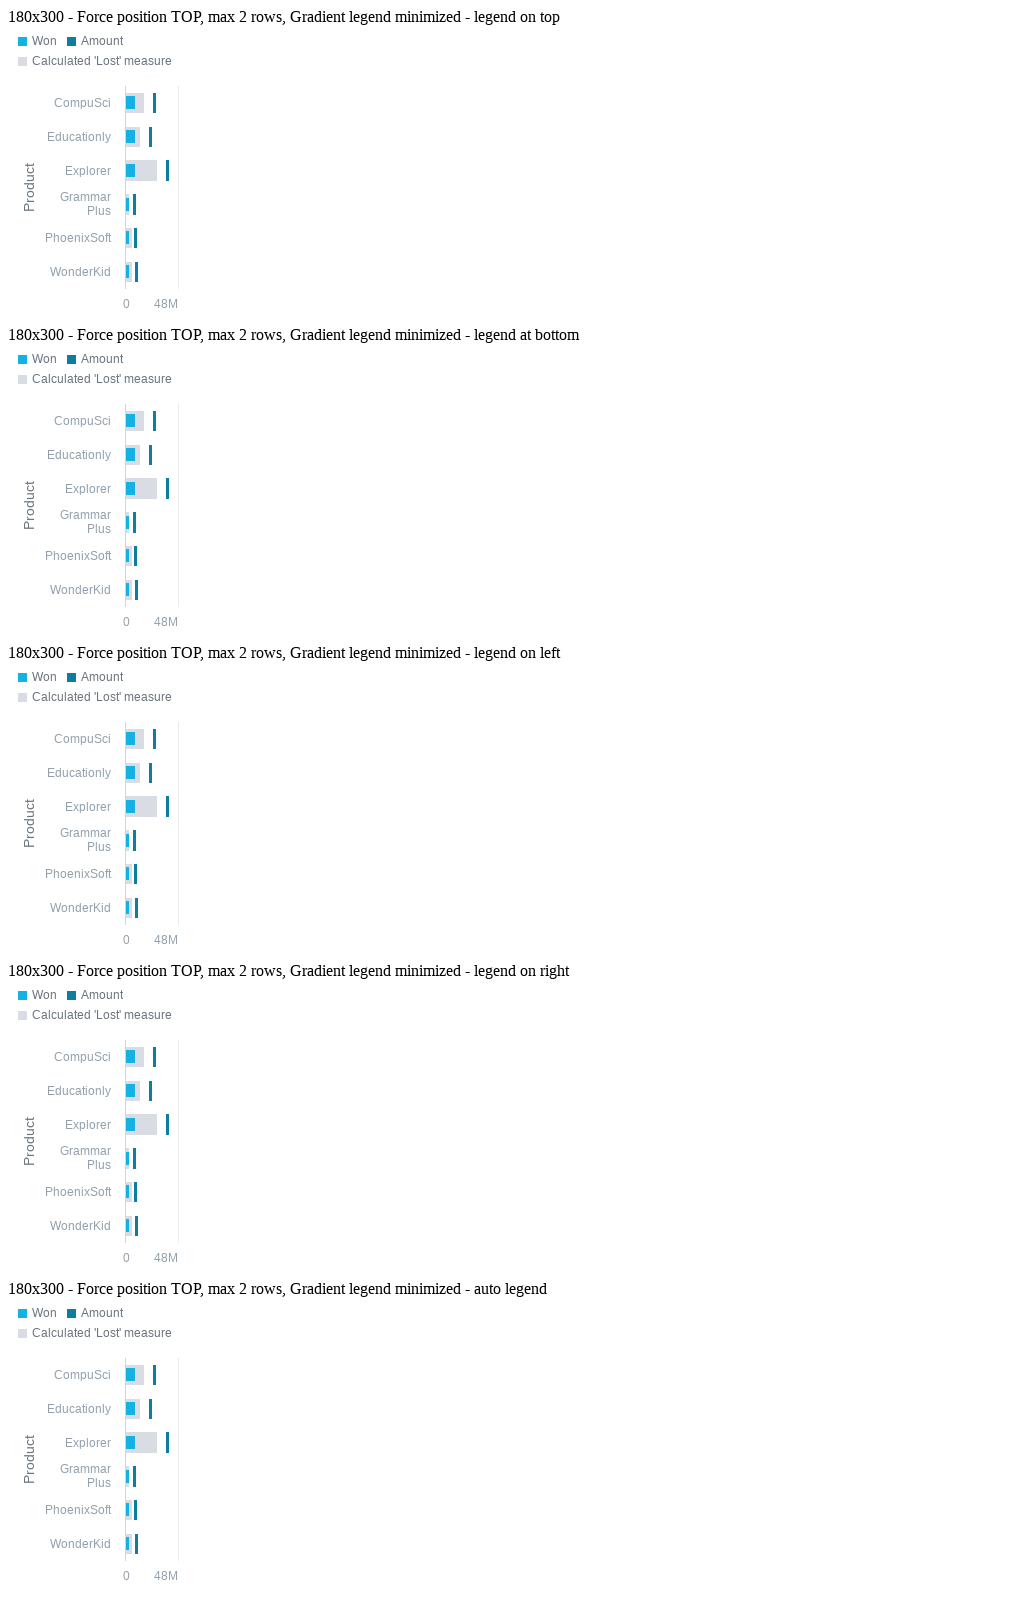 180x300 - Force position TOP, max 2 rows, Gradient legend minimized - legend on top
Won Amount
Calculated 'Lost' measure
CompuSci
Educationly
Explorer
Product
Grammar
Plus
PhoenixSoft
WonderKid
0 48M
180x300 - Force position TOP, max 2 rows, Gradient legend minimized - legend at bottom
Won Amount
Calculated 'Lost' measure
CompuSci
Educationly
Explorer
Product
Grammar
Plus
PhoenixSoft
WonderKid
0 48M
180x300 - Force position TOP, max 2 rows, Gradient legend minimized - legend on left
Won Amount
Calculated 'Lost' measure
CompuSci
Educationly
Explorer
Product
Grammar
Plus
PhoenixSoft
WonderKid
0 48M
180x300 - Force position TOP, max 2 rows, Gradient legend minimized - legend on right
Won Amount
Calculated 'Lost' measure
CompuSci
Educationly
Explorer
Product
Grammar
Plus
PhoenixSoft
WonderKid
0 48M
180x300 - Force position TOP, max 2 rows, Gradient legend minimized - auto legend
Won Amount
Calculated 'Lost' measure
CompuSci
Educationly
Explorer
Product
Grammar
Plus
PhoenixSoft
WonderKid
0 48M